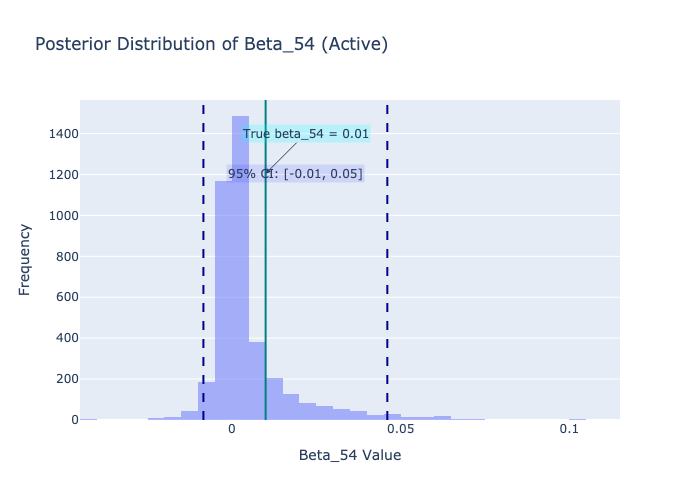 Posterior Distribution of Beta_54 (Active)
True beta_54 = 0.01
95% CI: [-0.01, 0.05]
Frequency
1400
1200
1000
800
600
400
200
0
0
0.05
0.1
Beta_54 Value